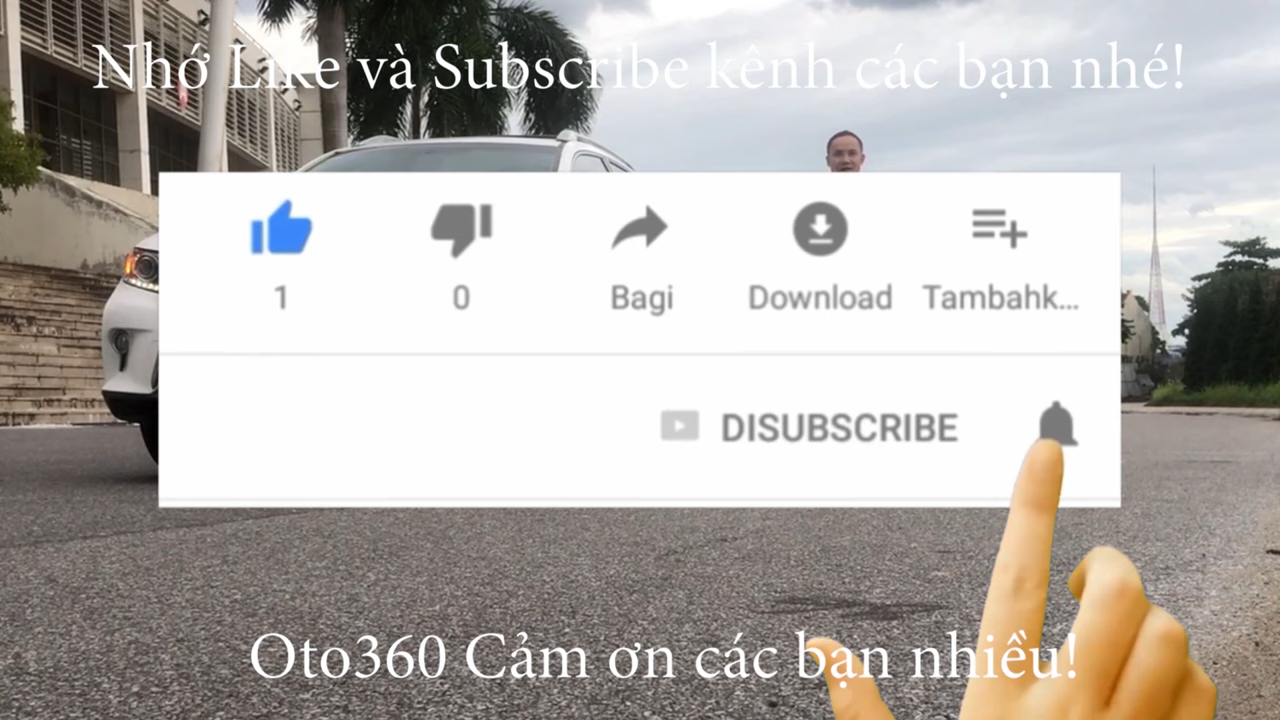 Nhớ Like và Subscribe kênh các bạn nhé!
1 0 Bagi Download Tambahk...
DISUBSCRIBE
Oto360 Cảm ơn các bạn nhiều!